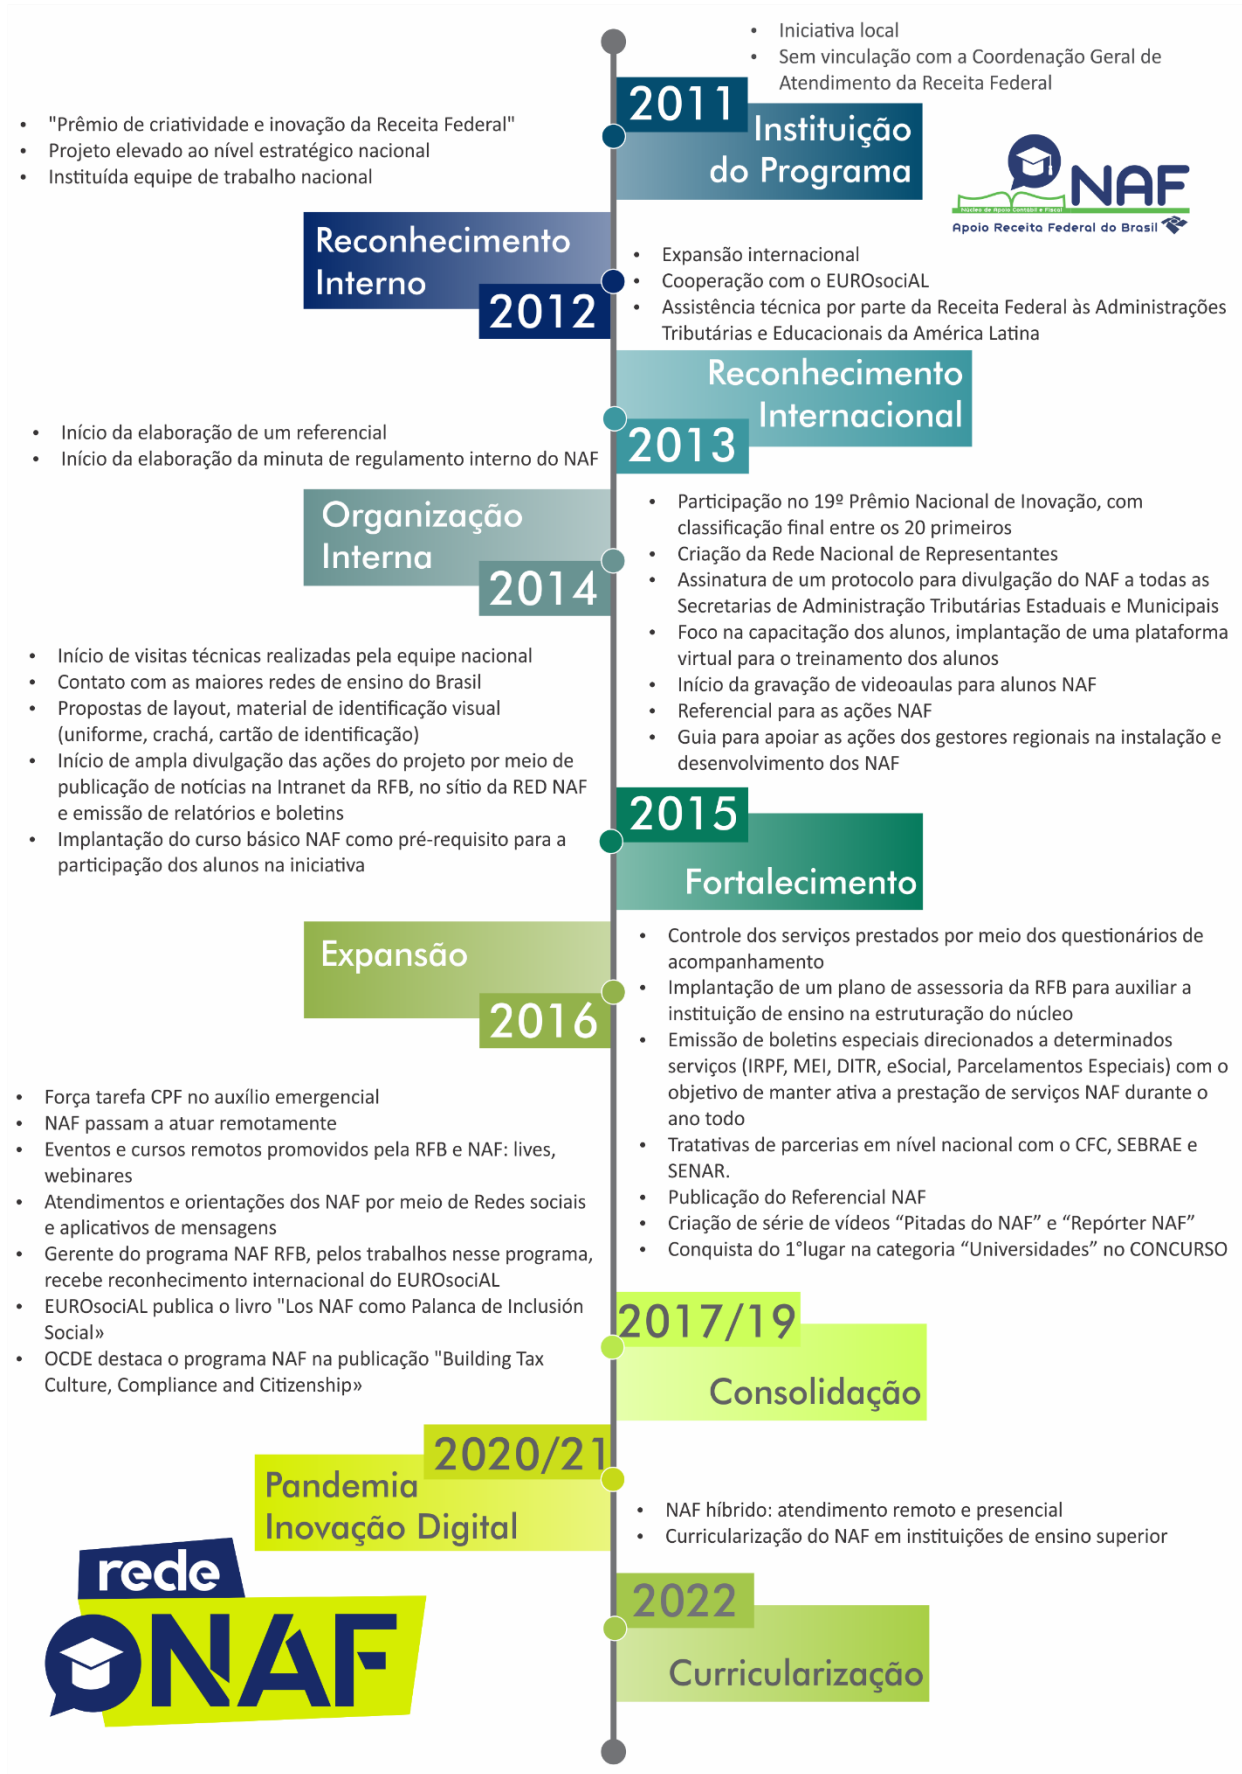 • Iniciativa local
• Sem vinculação com a Coordenação Geral de
Atendimento da Receita Federal
2011
Instituição
do Programa
NAF
Núcleo de Apoio Contábil e Fiscal
Apoio Receita Federal do Brasil
• "Prêmio de criatividade e inovação da Receita Federal"
• Projeto elevado ao nível estratégico nacional
• Instituída equipe de trabalho nacional
Reconhecimento
Interno
2012
• Expansão internacional
• Cooperação com o EUROsociAL
• Assistência técnica por parte da Receita Federal às Administrações
Tributárias e Educacionais da América Latina
Reconhecimento
Internacional
2013
• Início da elaboração de um referencial
• Início da elaboração da minuta de regulamento interno do NAF
Organização
Interna
2014
• Participação no 19º Prêmio Nacional de Inovação, com
classificação final entre os 20 primeiros
• Criação da Rede Nacional de Representantes
• Assinatura de um protocolo para divulgação do NAF a todas as
Secretarias de Administração Tributárias Estaduais e Municipais
• Foco na capacitação dos alunos, implantação de uma plataforma
virtual para o treinamento dos alunos
• Início da gravação de videoaulas para alunos NAF
• Referencial para as ações NAF
• Guia para apoiar as ações dos gestores regionais na instalação e
desenvolvimento dos NAF
2015
Fortalecimento
• Início de visitas técnicas realizadas pela equipe nacional
• Contato com as maiores redes de ensino do Brasil
• Propostas de layout, material de identificação visual
(uniforme, crachá, cartão de identificação)
• Início de ampla divulgação das ações do projeto por meio de
publicação de notícias na Intranet da RFB, no sítio da RED NAF
e emissão de relatórios e boletins
• Implantação do curso básico NAF como pré-requisito para a
participação dos alunos na iniciativa
Expansão
2016
• Controle dos serviços prestados por meio dos questionários de
acompanhamento
• Implantação de um plano de assessoria da RFB para auxiliar a
instituição de ensino na estruturação do núcleo
• Emissão de boletins especiais direcionados a determinados
serviços (IRPF, MEI, DITR, eSocial, Parcelamentos Especiais) com o
objetivo de manter ativa a prestação de serviços NAF durante o
ano todo
• Tratativas de parcerias em nível nacional com o CFC, SEBRAE e
SENAR.
• Publicação do Referencial NAF
• Criação de série de vídeos “Pitadas do NAF” e “Repórter NAF”
• Conquista do 1°lugar na categoria “Universidades” no CONCURSO
2017/19
Consolidação
• Força tarefa CPF no auxílio emergencial
• NAF passam a atuar remotamente
• Eventos e cursos remotos promovidos pela RFB e NAF: lives,
webinares
• Atendimentos e orientações dos NAF por meio de Redes sociais
e aplicativos de mensagens
• Gerente do programa NAF RFB, pelos trabalhos nesse programa,
recebe reconhecimento internacional do EUROsociAL
• EUROsociAL publica o livro "Los NAF como Palanca de Inclusión
Social»
• OCDE destaca o programa NAF na publicação "Building Tax
Culture, Compliance and Citizenship»
2020/21
Pandemia
Inovação Digital
• NAF híbrido: atendimento remoto e presencial
• Curricularização do NAF em instituições de ensino superior
2022
Curricularização
rede
NAF